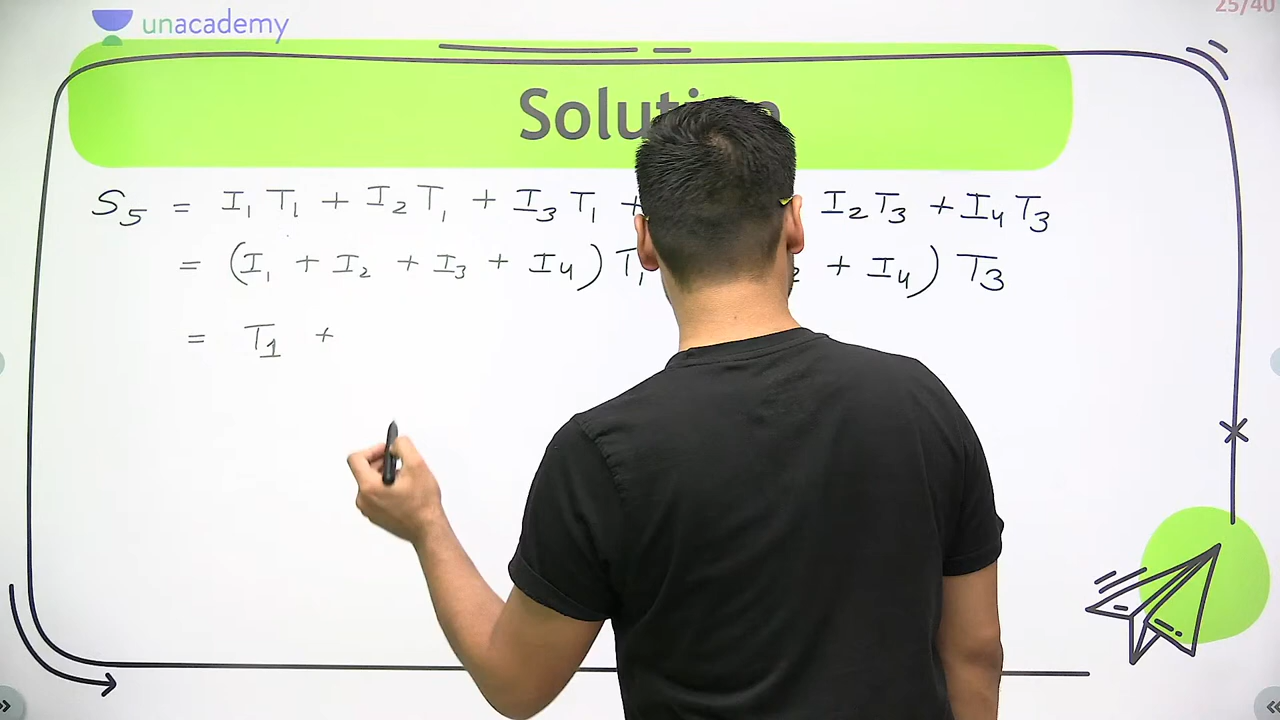 25/40
unacademy
Solu
S₅ = I₁ T₁ + I₂ T₁ + I₃ T₁ + I₂ T₃ + I₄ T₃
= (I₁ + I₂ + I₃ + I₄) T₁ + I₄) T₃
= T₁ +